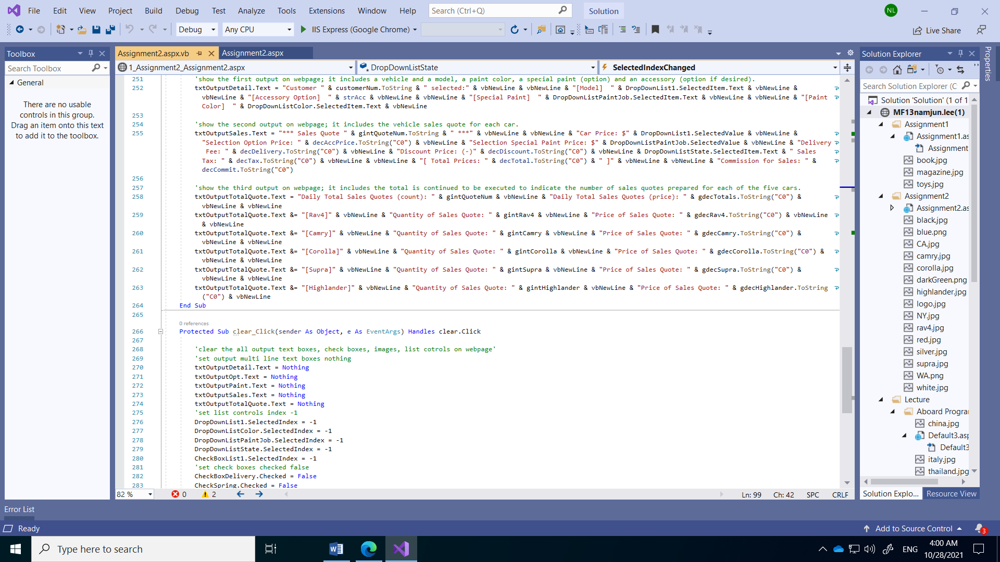 File Edit View Project Build Debug Test Analyze Tools Extensions Window Help Search (Ctrl+Q) Solution NL
Debug Any CPU IIS Express (Google Chrome) Live Share
Toolbox
Search Toolbox
General
There are no usable
controls in this group.
Drag an item onto this text
to add it to the toolbox.
Assignment2.aspx.vb Assignment2.aspx
1_Assignment2_Assignment2.aspx DropDownListState SelectedIndexChanged
251 'show the first output on webpage; it includes a vehicle and a model, a paint color, a special paint (option) and an accessory (option if desired).
252 txtOutputDetail.Text = "Customer " & customerNum.ToString & " selected:" & vbNewLine & vbNewLine & "[Model]  " & DropDownList1.SelectedItem.Text & vbNewLine &
vbNewLine & "[Accessory Option]  " & strAcc & vbNewLine & vbNewLine & "[Special Paint]  " & DropDownListPaintJob.SelectedItem.Text & vbNewLine & vbNewLine & "[Paint
Color]  " & DropDownListColor.SelectedItem.Text & vbNewLine
253
254 'show the second output on webpage; it includes the vehicle sales quote for each car.
255 txtOutputSales.Text = "*** Sales Quote " & gintQuoteNum.ToString & " ***" & vbNewLine & vbNewLine & "Car Price: $" & DropDownList1.SelectedValue & vbNewLine &
"Selection Option Price: " & decAccPrice.ToString("C0") & vbNewLine & "Selection Special Paint Price: $" & DropDownListPaintJob.SelectedValue & vbNewLine & "Delivery
Fee: " & decDelivery.ToString("C0") & vbNewLine & "Discount Price: (-)" & decDiscount.ToString("C0") & vbNewLine & DropDownListState.SelectedItem.Text & " Sales
Tax: " & decTax.ToString("C0") & vbNewLine & vbNewLine & "[ Total Prices: " & decTotal.ToString("C0") & " ]" & vbNewLine & vbNewLine & "Commission for Sales: " &
decCommit.ToString("C0")
256
257 'show the third output on webpage; it includes the total is continued to be executed to indicate the number of sales quotes prepared for each of the five cars.
258 txtOutputTotalQuote.Text = "Daily Total Sales Quotes (count): " & gintQuoteNum & vbNewLine & "Daily Total Sales Quotes (price): " & gdecTotals.ToString("C0") &
vbNewLine & vbNewLine
259 txtOutputTotalQuote.Text &= "[Rav4]" & vbNewLine & "Quantity of Sales Quote: " & gintRav4 & vbNewLine & "Price of Sales Quote: " & gdecRav4.ToString("C0") & vbNewLine
& vbNewLine
260 txtOutputTotalQuote.Text &= "[Camry]" & vbNewLine & "Quantity of Sales Quote: " & gintCamry & vbNewLine & "Price of Sales Quote: " & gdecCamry.ToString("C0") &
vbNewLine & vbNewLine
261 txtOutputTotalQuote.Text &= "[Corolla]" & vbNewLine & "Quantity of Sales Quote: " & gintCorolla & vbNewLine & "Price of Sales Quote: " & gdecCorolla.ToString("C0") &
vbNewLine & vbNewLine
262 txtOutputTotalQuote.Text &= "[Supra]" & vbNewLine & "Quantity of Sales Quote: " & gintSupra & vbNewLine & "Price of Sales Quote: " & gdecSupra.ToString("C0") &
vbNewLine & vbNewLine
263 txtOutputTotalQuote.Text &= "[Highlander]" & vbNewLine & "Quantity of Sales Quote: " & gintHighlander & vbNewLine & "Price of Sales Quote: " & gdecHighlander.ToString
("C0") & vbNewLine
264 End Sub
265
0 references
266 Protected Sub clear_Click(sender As Object, e As EventArgs) Handles clear.Click
267
268 'clear the all output text boxes, check boxes, images, list cotrols on webpage'
269 'set output multi line text boxes nothing
270 txtOutputDetail.Text = Nothing
271 txtOutputOpt.Text = Nothing
272 txtOutputPaint.Text = Nothing
273 txtOutputSales.Text = Nothing
274 txtOutputTotalQuote.Text = Nothing
275 'set list controls index -1
276 DropDownList1.SelectedIndex = -1
277 DropDownListColor.SelectedIndex = -1
278 DropDownListPaintJob.SelectedIndex = -1
279 DropDownListState.SelectedIndex = -1
280 CheckBoxList1.SelectedIndex = -1
281 'set check boxes checked false
282 CheckBoxDelivery.Checked = False
283 CheckSpring.Checked = False
82 % 0 2 Ln: 99 Ch: 42 SPC CRLF
Solution Explorer
Search Solution Explorer (C
Solution 'Solution' (1 of 1
MF13namjun.lee(1)
Assignment1
Assignment1.as
Assignment
book.jpg
magazine.jpg
toys.jpg
Assignment2
Assignment2.as
black.jpg
blue.png
CA.jpg
camry.jpg
corolla.jpg
darkGreen.png
highlander.jpg
logo.jpg
NY.jpg
rav4.jpg
red.jpg
silver.jpg
supra.jpg
WA.png
white.jpg
Lecture
Aboard Progra
china.jpg
Default3.asp
Default3
italy.jpg
thailand.jpg
Solution Explo... Resource View
Properties
Error List
Ready Add to Source Control 3
Type here to search ENG 4:00 AM
10/28/2021